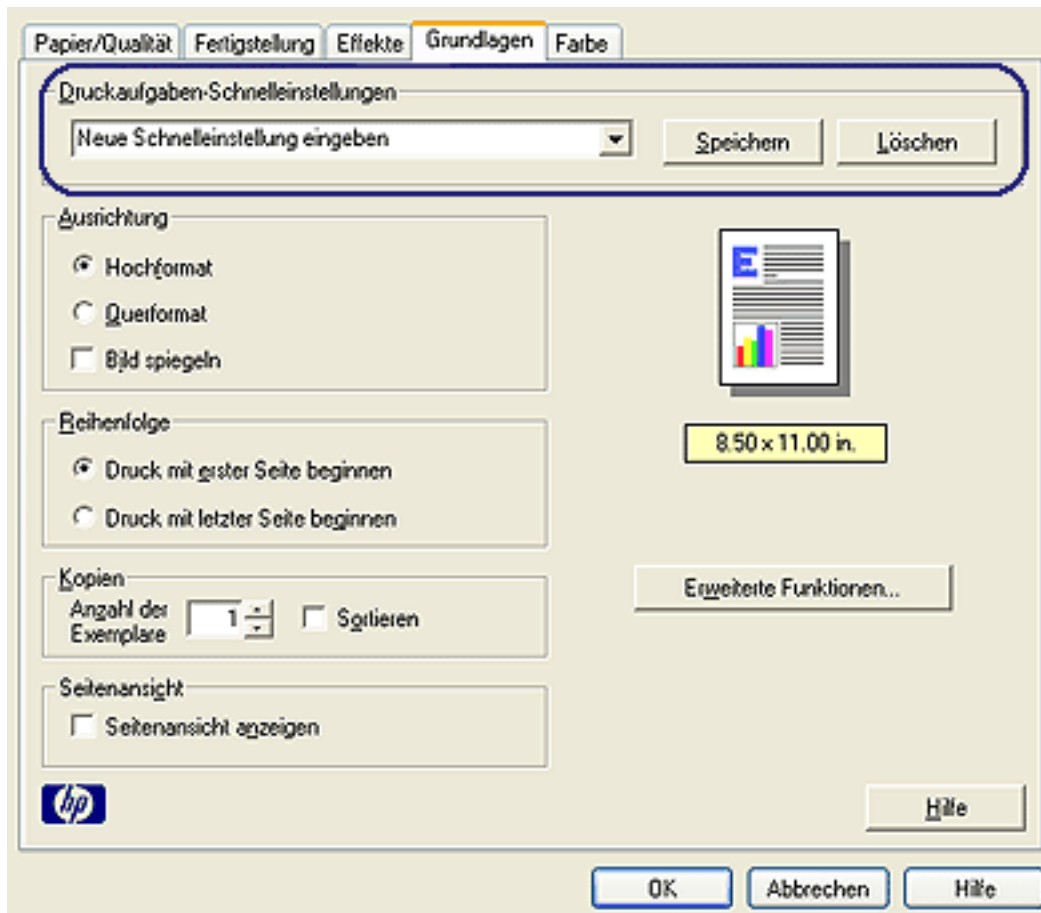 Papier/Qualität Fertigstellung Effekte Grundlagen Farbe
Druckaufgaben-Schnelleinstellungen
Neue Schnelleinstellung eingeben Speichern Löschen
Ausrichtung
Hochformat
Querformat
Bild spiegeln
E
Reihenfolge
Druck mit erster Seite beginnen
Druck mit letzter Seite beginnen
8.50 x 11.00 in.
Kopien
Anzahl der
Exemplare
1
Sortieren
Erweiterte Funktionen...
Seitenansicht
Seitenansicht anzeigen
hp
Hilfe
OK Abbrechen Hilfe